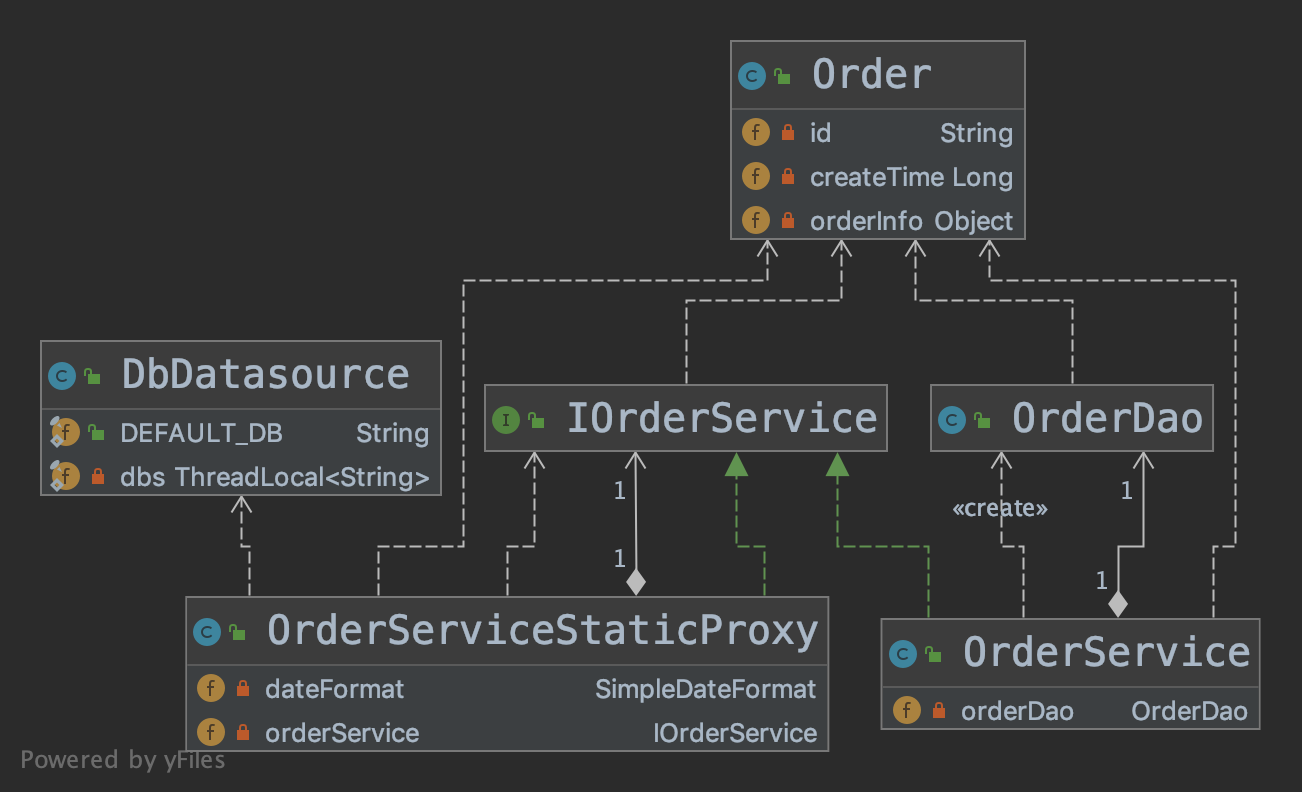 Order
id String
createTime Long
orderInfo Object
DbDatasource
DEFAULT_DB String
dbs ThreadLocal<String>
IOrderService
OrderDao
1
1
«create»
1
1
OrderServiceStaticProxy
dateFormat SimpleDateFormat
orderService IOrderService
OrderService
orderDao OrderDao
Powered by yFiles